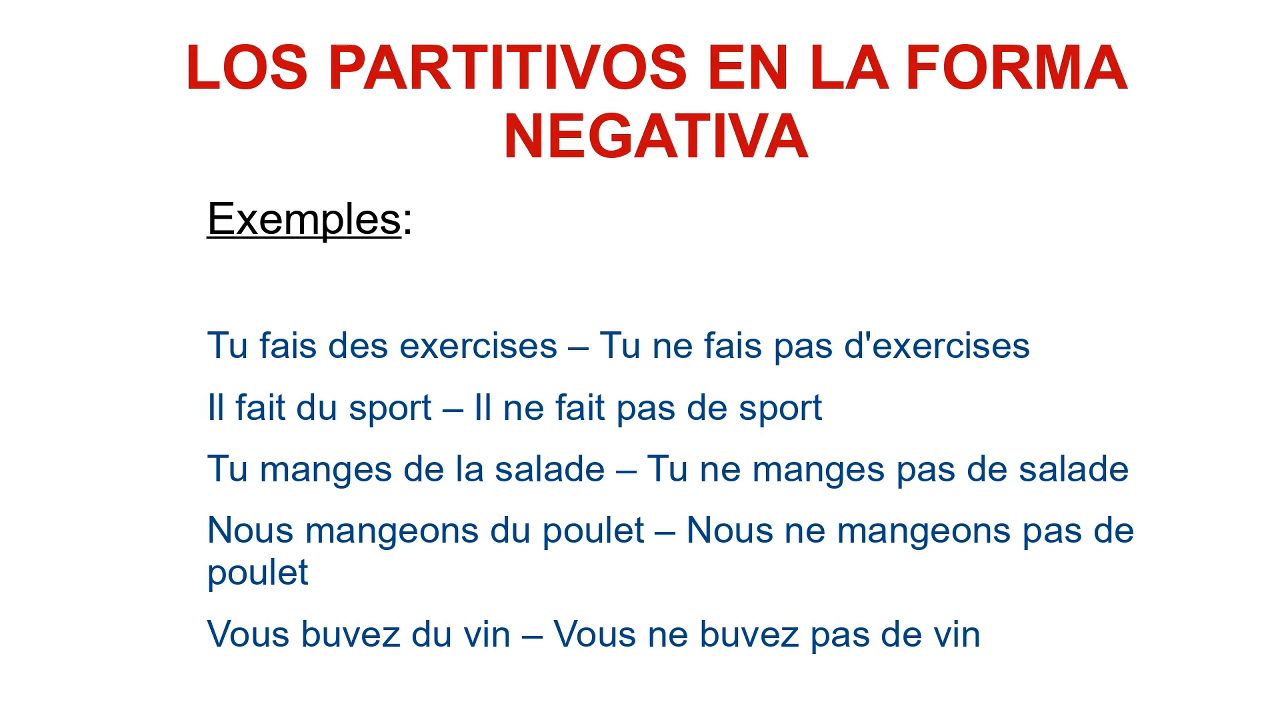 LOS PARTITIVOS EN LA FORMA
NEGATIVA
Exemples:
Tu fais des exercises – Tu ne fais pas d'exercises
Il fait du sport – Il ne fait pas de sport
Tu manges de la salade – Tu ne manges pas de salade
Nous mangeons du poulet – Nous ne mangeons pas de
poulet
Vous buvez du vin – Vous ne buvez pas de vin